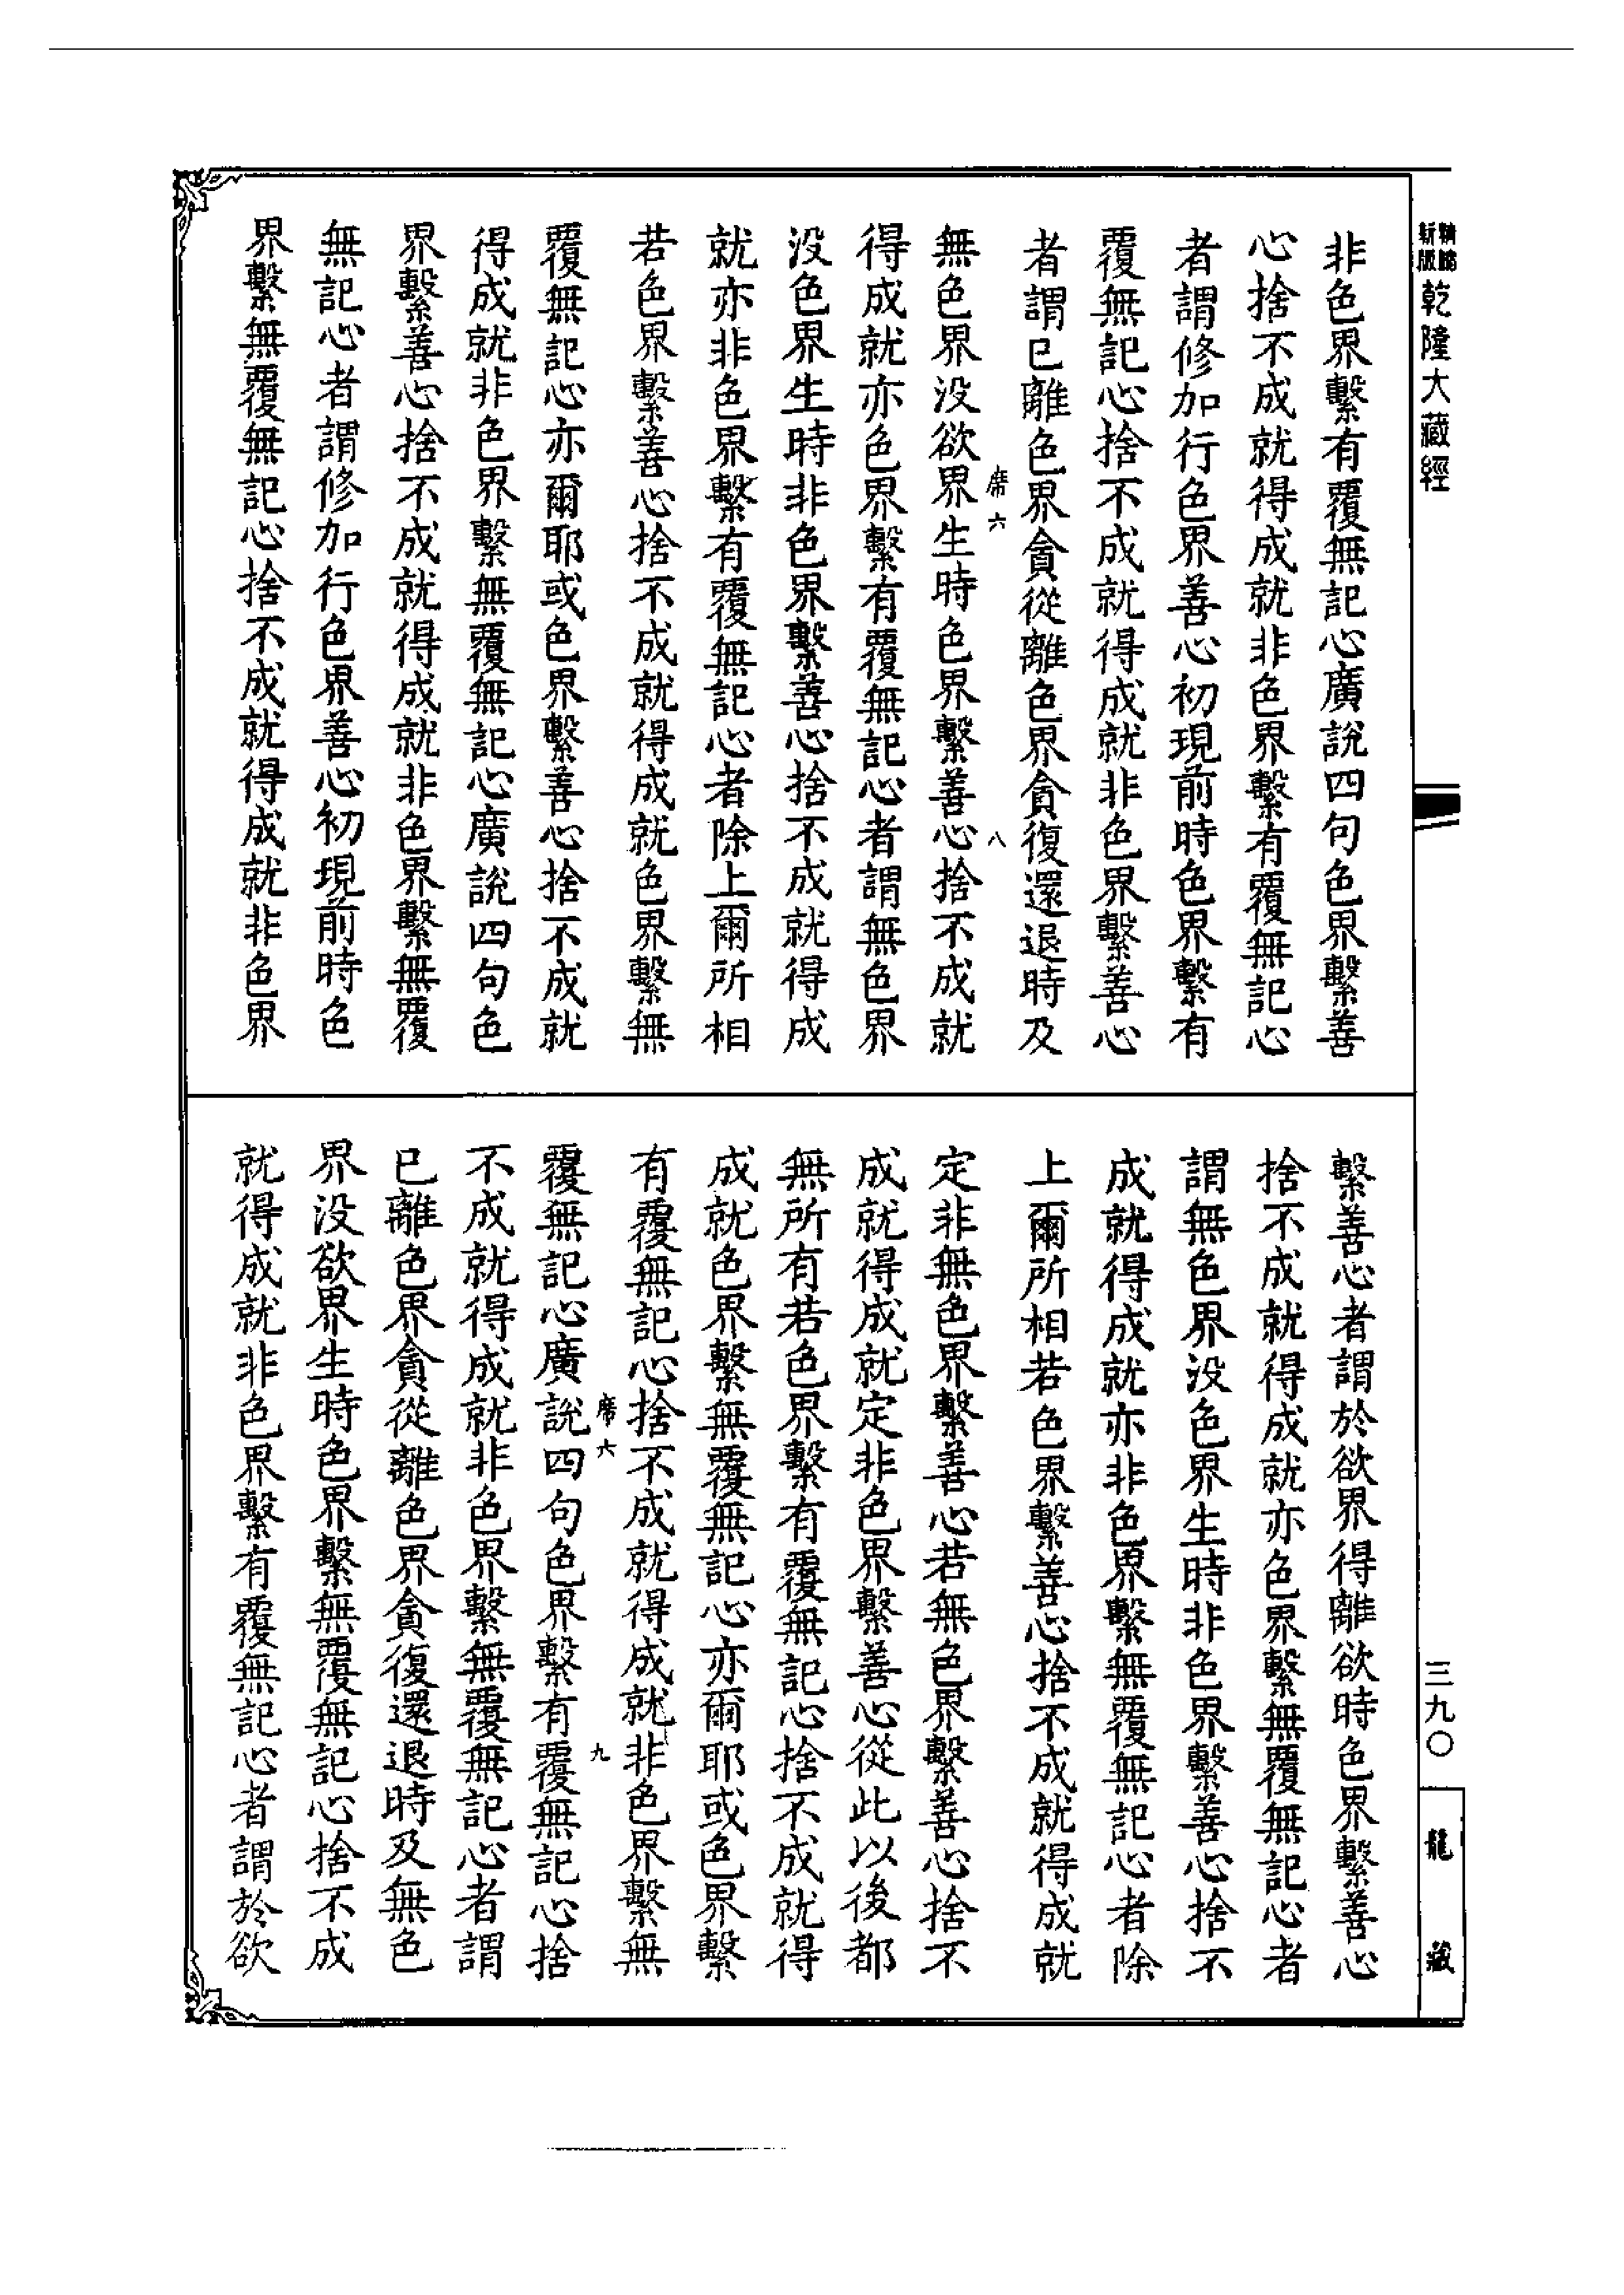 新版
精縮
乾隆大藏經
三九〇
龍藏
非色界繫有覆無記心廣說四句色界繫善
心捨不成就得成就非色界繫有覆無記心
者謂修加行色界善心初現前時色界繫有
覆無記心捨不成就得成就非色界繫善心
者謂已離色界貪從離色界貪復還退時及
席六
八
無色界没欲界生時色界繫善心捨不成就
得成就亦色界繫有覆無記心者謂無色界
没色界生時非色界繫善心捨不成就得成
就亦非色界繫有覆無記心者除上爾所相
若色界繫善心捨不成就得成就色界繫無
覆無記心亦爾耶或色界繫善心捨不成就
得成就非色界繫無覆無記心廣說四句色
界繫善心捨不成就得成就非色界繫無覆
無記心者謂修加行色界善心初現前時色
界繫無覆無記心捨不成就得成就非色界
繫善心者謂於欲界得離欲時色界繫善心
捨不成就得成就亦色界繫無覆無記心者
謂無色界没色界生時非色界繫善心捨不
成就得成就亦非色界繫無覆無記心者除
上爾所相若色界繫善心捨不成就得成就
定非無色界繫善心若無色界繫善心捨不
成就得成就定非色界繫善心從此以後都
無所有若色界繫有覆無記心捨不成就得
成就色界繫無覆無記心亦爾耶或色界繫
有覆無記心捨不成就得成就非色界繫無
席六
九
覆無記心廣說四句色界繫有覆無記心捨
不成就得成就非色界繫無覆無記心者謂
已離色界貪從離色界貪復還退時及無色
界没欲界生時色界繫無覆無記心捨不成
就得成就非色界繫有覆無記心者謂於欲